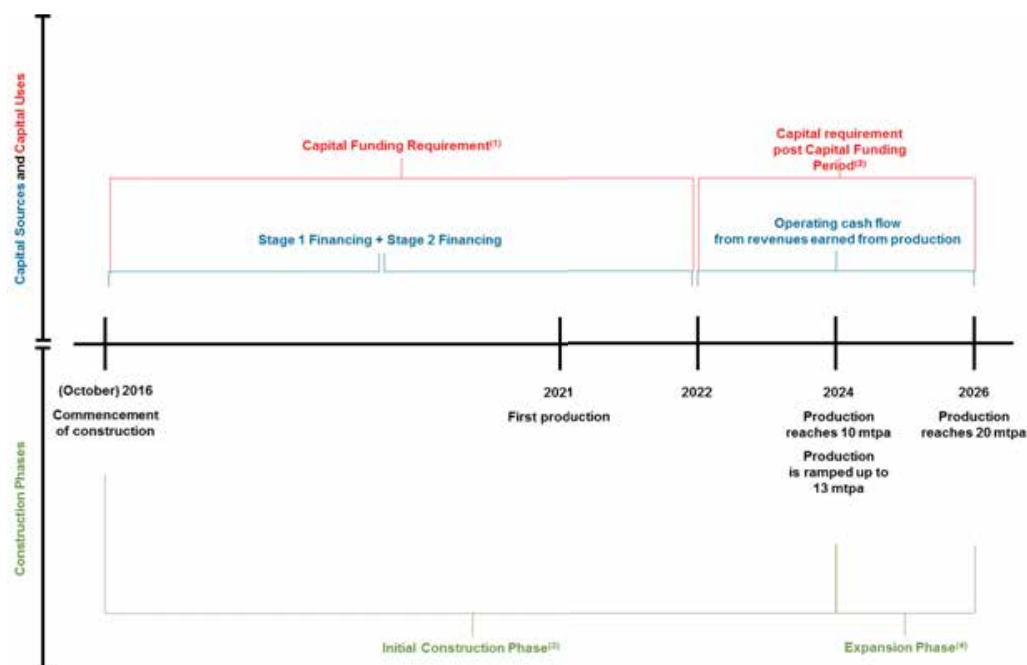 Capital Sources and Capital Uses
Capital Funding Requirement(1)
Capital requirement
post Capital Funding
Period(3)
Stage 1 Financing + Stage 2 Financing
Operating cash flow
from revenues earned from production
(October) 2016
Commencement
of construction
2021
First production
2022
2024
Production
reaches 10 mtpa
Production
is ramped up to
13 mtpa
2026
Production
reaches 20 mtpa
Construction Phases
Initial Construction Phase(2)
Expansion Phase(4)